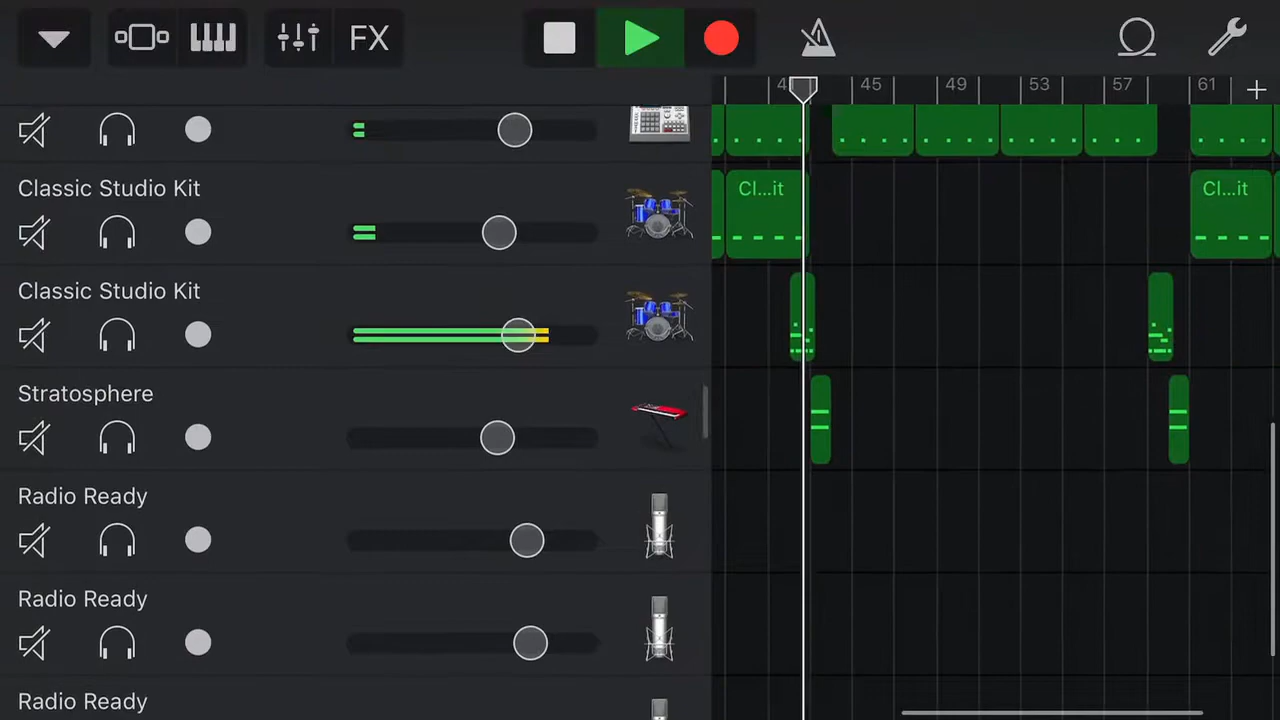 FX
45 49 53 57 61
Classic Studio Kit
Cl...it
Cl...it
Classic Studio Kit
Stratosphere
Radio Ready
Radio Ready
Radio Ready